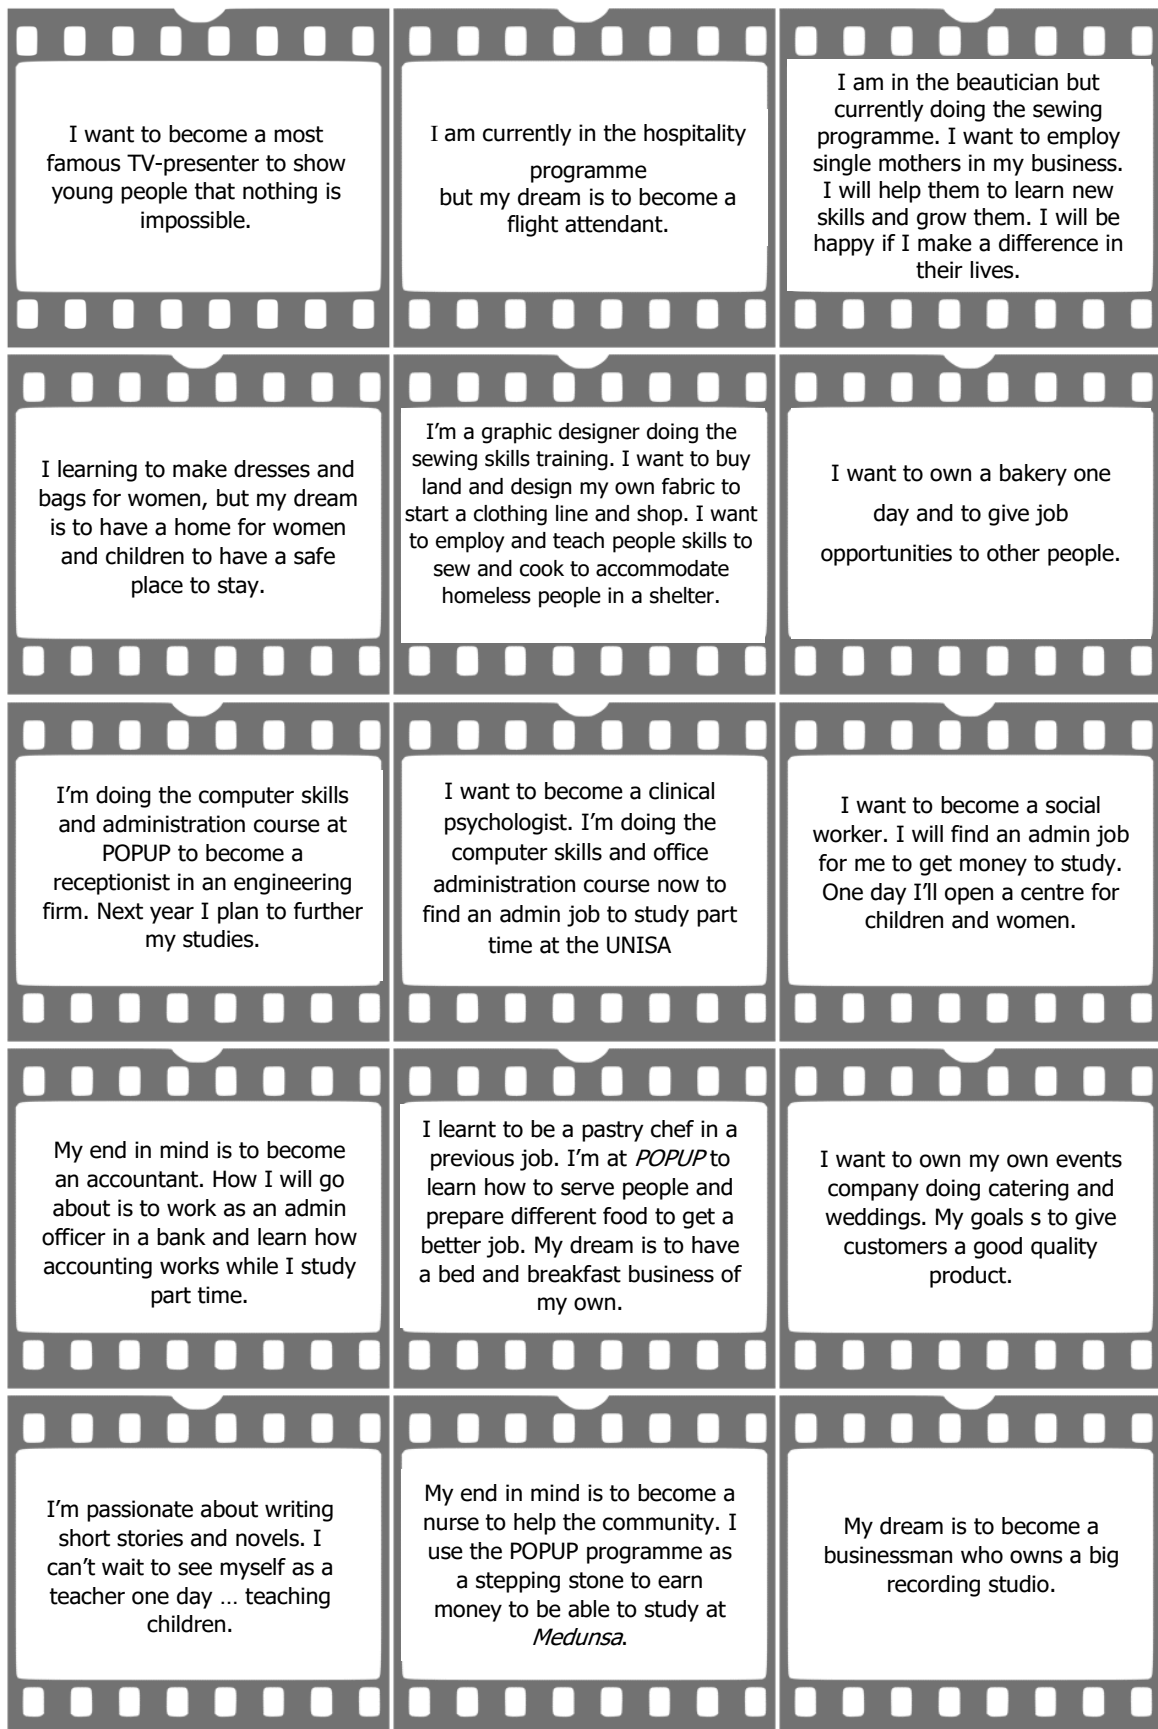 I want to become a most
famous TV-presenter to show
young people that nothing is
impossible.
I am currently in the hospitality
programme
but my dream is to become a
flight attendant.
I am in the beautician but
currently doing the sewing
programme. I want to employ
single mothers in my business.
I will help them to learn new
skills and grow them. I will be
happy if I make a difference in
their lives.
I learning to make dresses and
bags for women, but my dream
is to have a home for women
and children to have a safe
place to stay.
I'm a graphic designer doing the
sewing skills training. I want to buy
land and design my own fabric to
start a clothing line and shop. I want
to employ and teach people skills to
sew and cook to accommodate
homeless people in a shelter.
I want to own a bakery one
day and to give job
opportunities to other people.
I'm doing the computer skills
and administration course at
POPUP to become a
receptionist in an engineering
firm. Next year I plan to further
my studies.
I want to become a clinical
psychologist. I'm doing the
computer skills and office
administration course now to
find an admin job to study part
time at the UNISA
I want to become a social
worker. I will find an admin job
for me to get money to study.
One day I'll open a centre for
children and women.
My end in mind is to become
an accountant. How I will go
about is to work as an admin
officer in a bank and learn how
accounting works while I study
part time.
I learnt to be a pastry chef in a
previous job. I'm at POPUP to
learn how to serve people and
prepare different food to get a
better job. My dream is to have
a bed and breakfast business of
my own.
I want to own my own events
company doing catering and
weddings. My goals s to give
customers a good quality
product.
I'm passionate about writing
short stories and novels. I
can't wait to see myself as a
teacher one day … teaching
children.
My end in mind is to become a
nurse to help the community. I
use the POPUP programme as
a stepping stone to earn
money to be able to study at
Medunsa.
My dream is to become a
businessman who owns a big
recording studio.